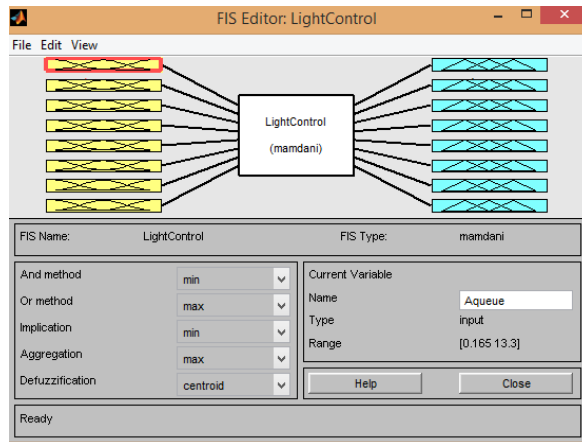 FIS Editor: LightControl
File Edit View
LightControl
(mamdani)
FIS Name: LightControl FIS Type: mamdani
And method min
Or method max
Implication min
Aggregation max
Defuzzification centroid
Current Variable
Name Aqueue
Type input
Range [0.165 13.3]
Help Close
Ready